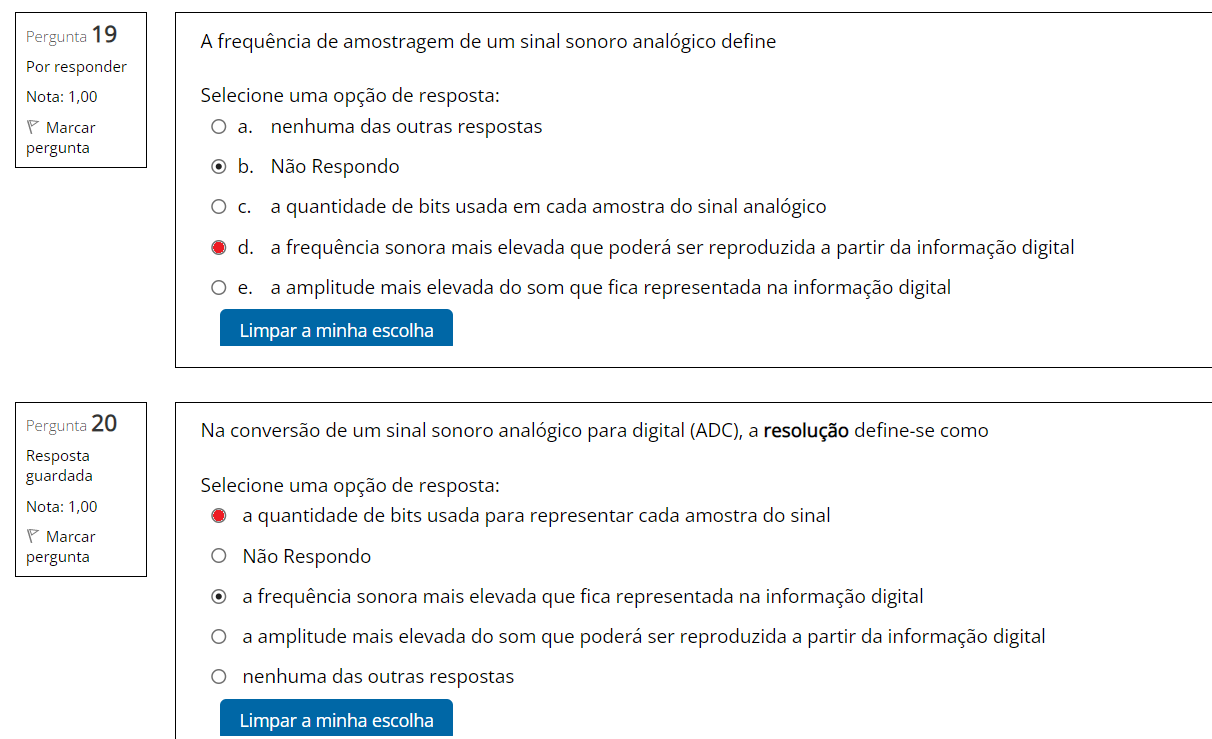 Pergunta 19
Por responder
Nota: 1,00
Marcar
pergunta
A frequência de amostragem de um sinal sonoro analógico define
Selecione uma opção de resposta:
a. nenhuma das outras respostas
b. Não Respondo
c. a quantidade de bits usada em cada amostra do sinal analógico
d. a frequência sonora mais elevada que poderá ser reproduzida a partir da informação digital
e. a amplitude mais elevada do som que fica representada na informação digital
Limpar a minha escolha
Pergunta 20
Resposta
guardada
Nota: 1,00
Marcar
pergunta
Na conversão de um sinal sonoro analógico para digital (ADC), a resolução define-se como
Selecione uma opção de resposta:
a quantidade de bits usada para representar cada amostra do sinal
Não Respondo
a frequência sonora mais elevada que fica representada na informação digital
a amplitude mais elevada do som que poderá ser reproduzida a partir da informação digital
nenhuma das outras respostas
Limpar a minha escolha